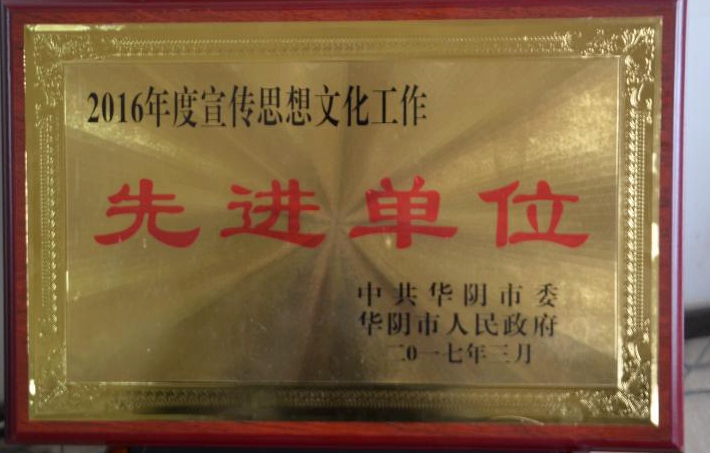 2016年度宣传思想文化工作
先进单位
中共华阴市委
华阴市人民政府
二0一七年三月